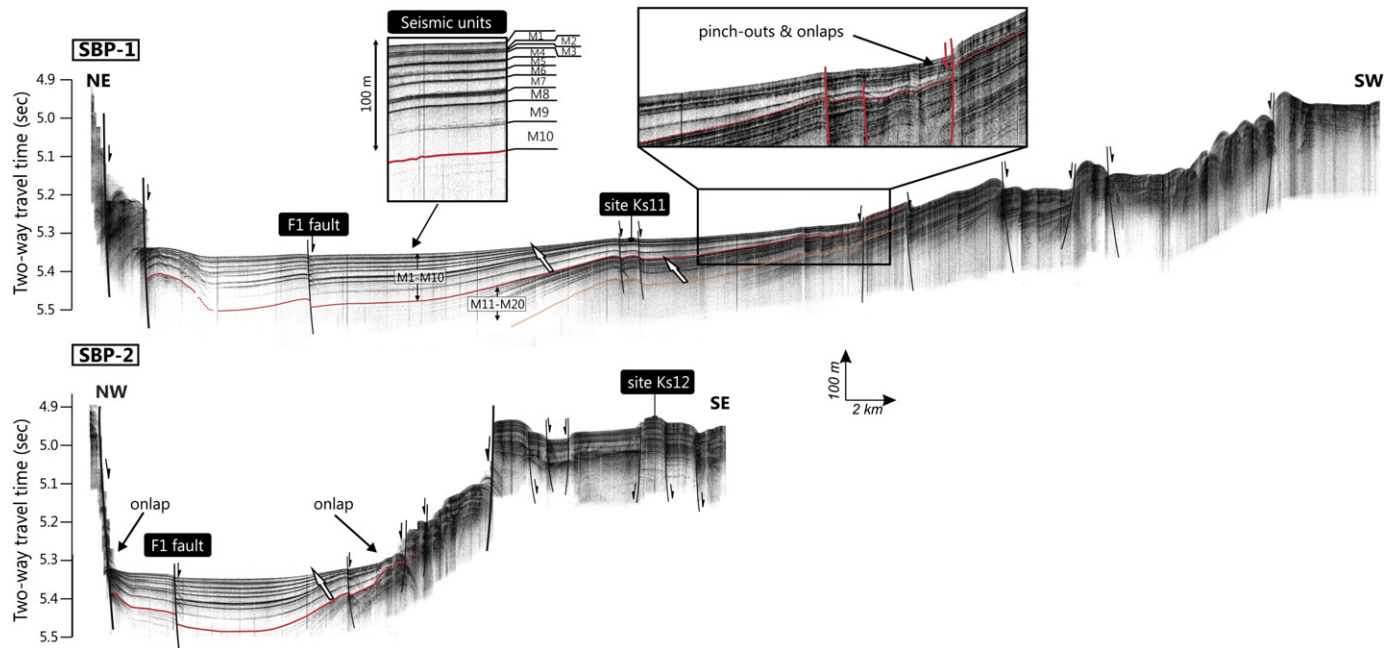 SBP-1
NE
SW
Two-way travel time (sec)
4.9
5.0
5.1
5.2
5.3
5.4
5.5
Seismic units
100 m
M1
M2
M3
M4
M5
M6
M7
M8
M9
M10
pinch-outs & onlaps
F1 fault
site Ks11
M1-M10
M11-M20
SBP-2
NW
SE
Two-way travel time (sec)
4.9
5.0
5.1
5.2
5.3
5.4
5.5
onlap
F1 fault
onlap
site Ks12
100 m
2 km